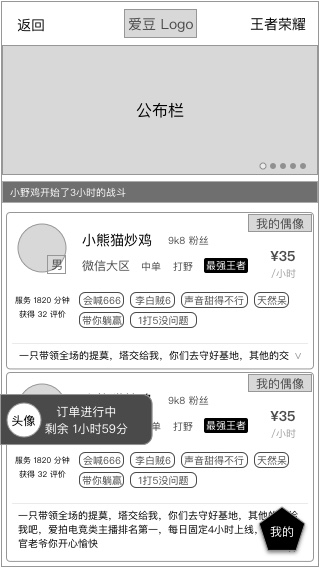 返回
爱豆 Logo
王者荣耀
公布栏
小野鸡开始了3小时的战斗
我的偶像
小熊猫炒鸡 9k8 粉丝
男
微信大区 中单 打野 最强王者
¥35
/小时
服务 1820 分钟
获得 32 评价
会喊666 李白贼6 声音甜得不行 天然呆
带你躺赢 1打5没问题
一只带领全场的提莫，塔交给我，你们去守好基地，其他的交
我的偶像
9k8 粉丝
头像
订单进行中
剩余 1小时59分
中单 打野 最强王者
¥35
/小时
服务 1820 分钟
获得 32 评价
会喊666 李白贼6 声音甜得不行 天然呆
带你躺赢 1打5没问题
一只带领全场的提莫，塔交给我，你们去守好基地，其他的交给
我吧，爱拍电竞类主播排名第一，每日固定4小时上线，
官老爷你开心愉快
我的